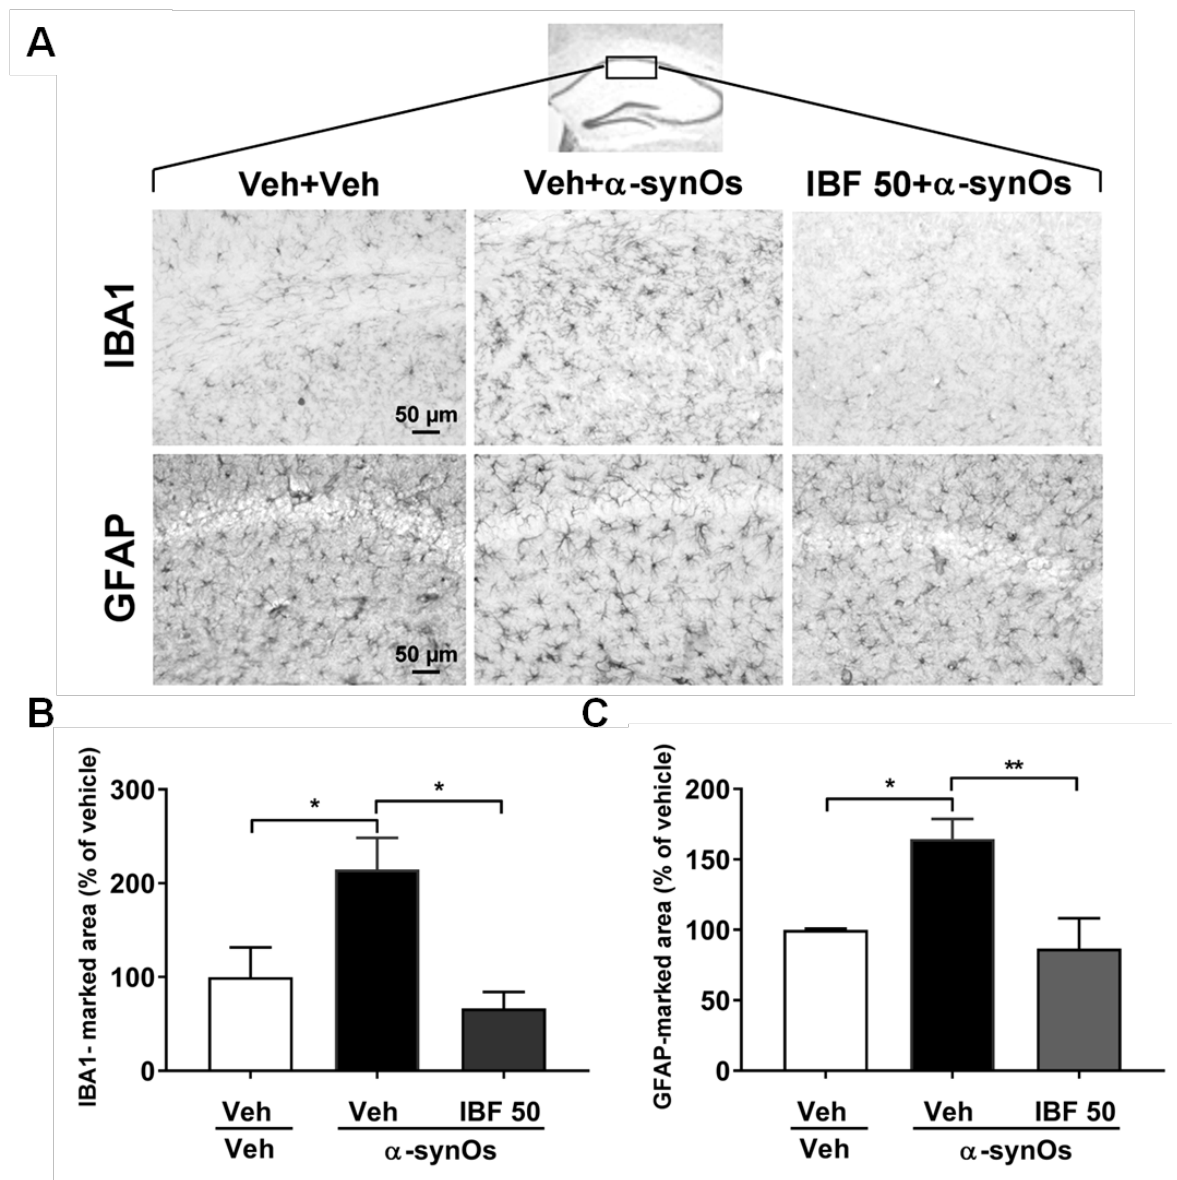 A
Veh+Veh
Veh+α-synOs
IBF 50+α-synOs
IBA1
50 μm
GFAP
50 μm
B
IBA1- marked area (% of vehicle)
300
200
100
0
*
*
Veh
Veh
IBF 50
Veh
α-synOs
C
GFAP-marked area (% of vehicle)
200
150
100
50
0
*
**
Veh
Veh
IBF 50
Veh
α-synOs